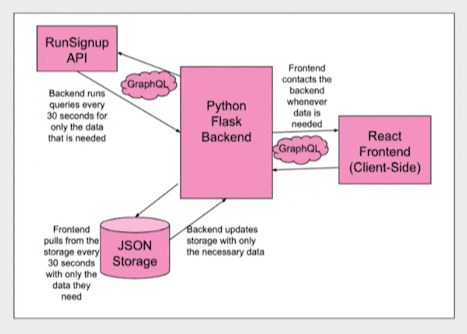 RunSignup
API
GraphQL
Backend runs
queries every
30 seconds for
only the data
that is needed
Python
Flask
Backend
Frontend
contacts the
backend
whenever
data is
needed
GraphQL
React
Frontend
(Client-Side)
Frontend
pulls from the
storage every
30 seconds
with only the
data they
need
JSON
Storage
Backend updates
storage with only
the necessary data